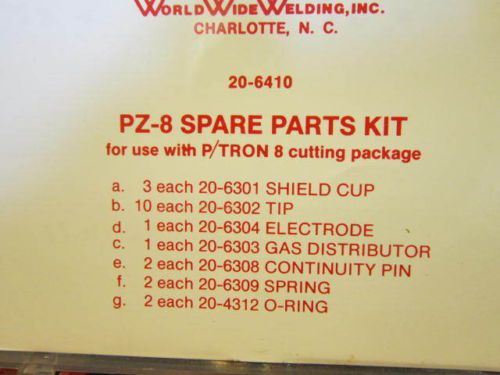 WORLDWIDEWELDING, INC.
CHARLOTTE, N. C.
20-6410
PZ-8 SPARE PARTS KIT
for use with P/TRON 8 cutting package
a. 3 each 20-6301 SHIELD CUP
b. 10 each 20-6302 TIP
d. 1 each 20-6304 ELECTRODE
c. 1 each 20-6303 GAS DISTRIBUTOR
e. 2 each 20-6308 CONTINUITY PIN
f. 2 each 20-6309 SPRING
g. 2 each 20-4312 O-RING